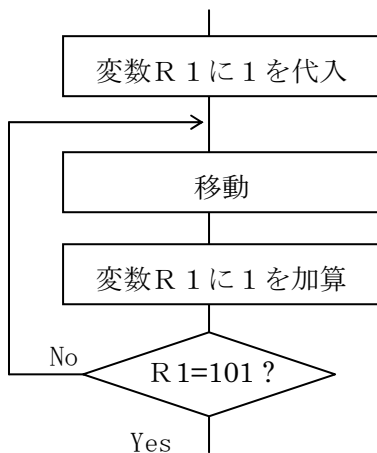 変数Ｒ１に１を代入
移動
変数Ｒ１に１を加算
No
Ｒ1=101？
Yes